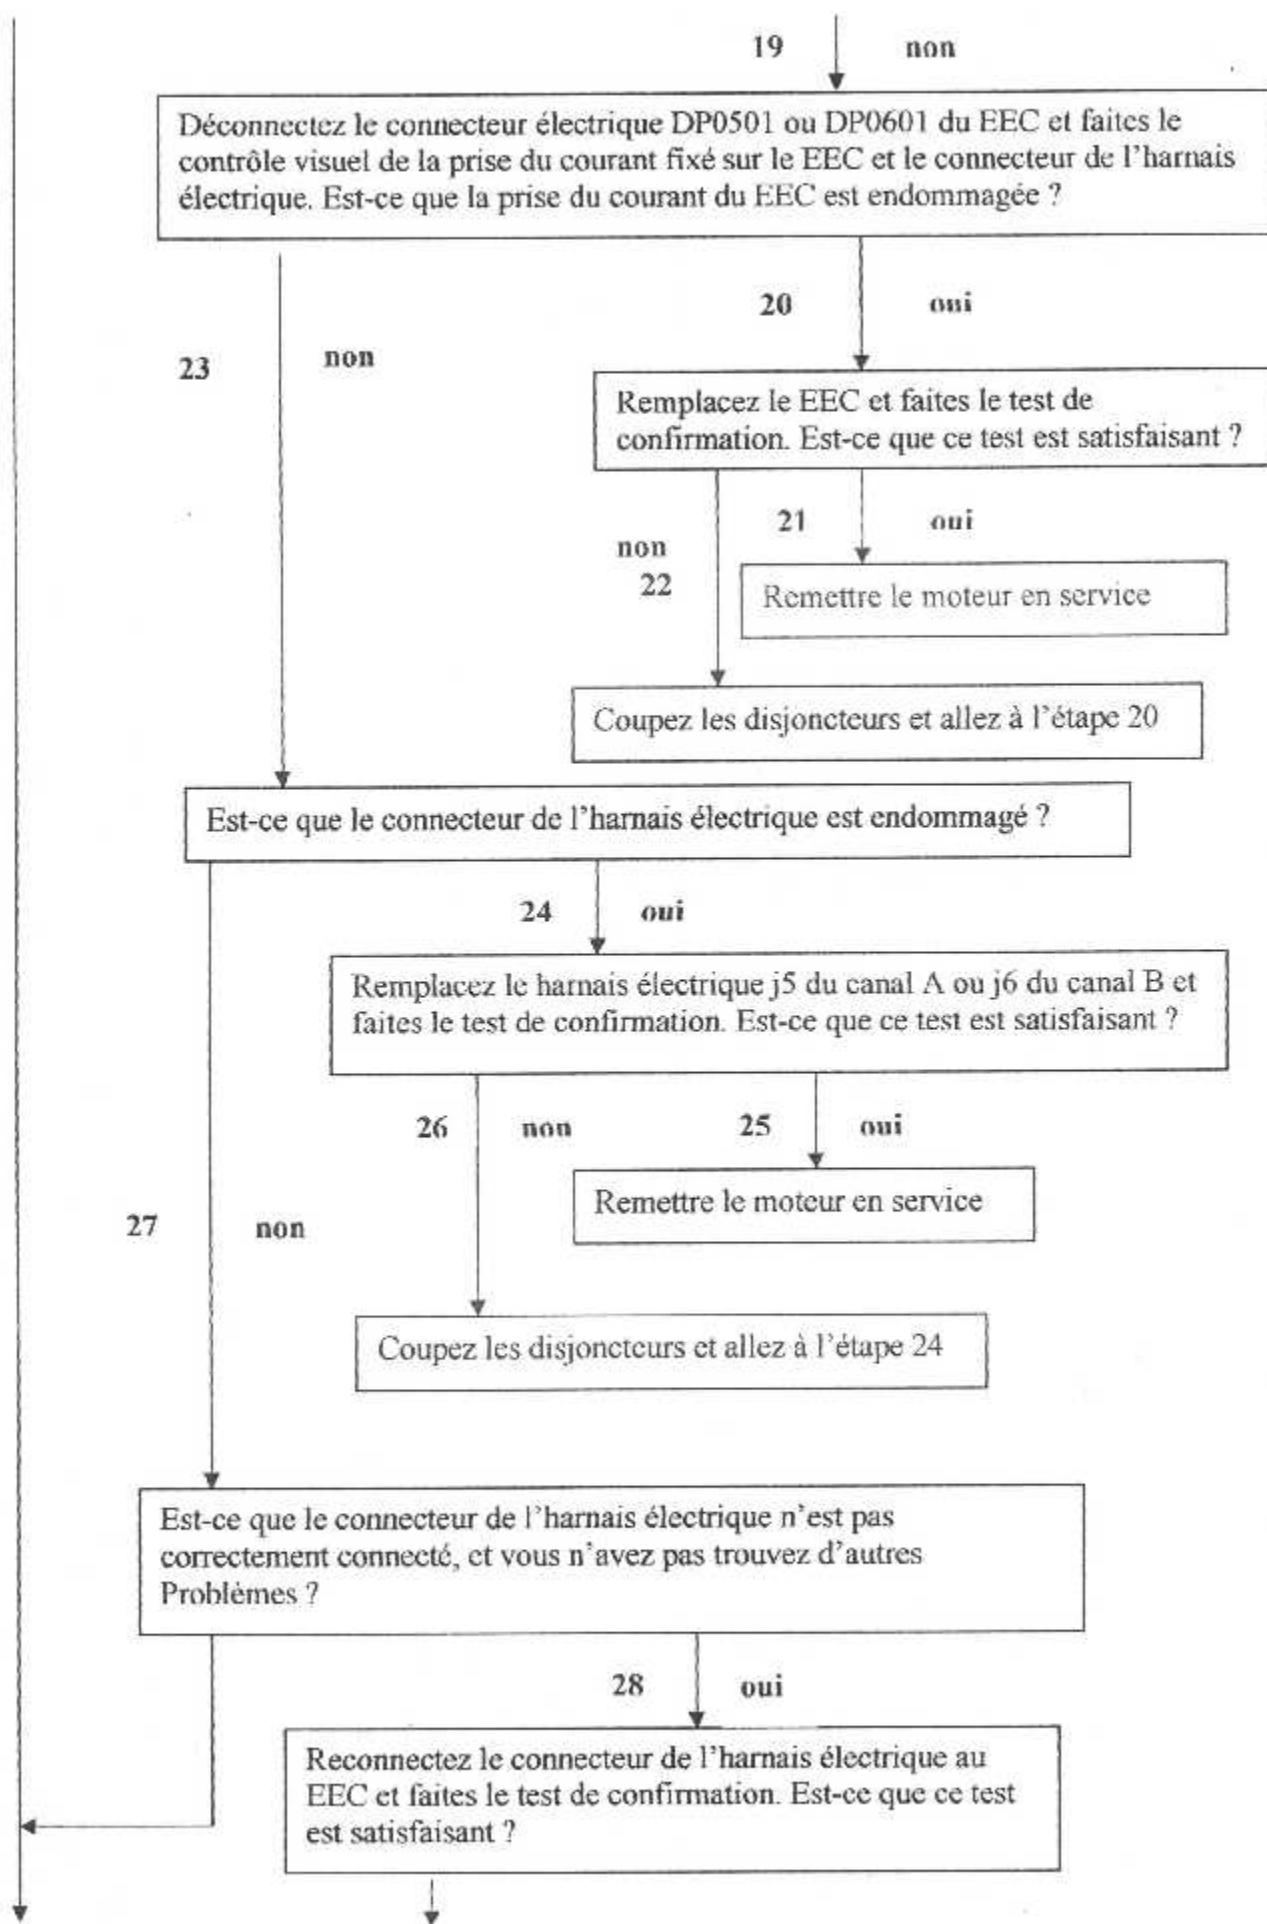 19 non
Déconnectez le connecteur électrique DP0501 ou DP0601 du EEC et faites le
contrôle visuel de la prise du courant fixé sur le EEC et le connecteur de l'harnais
électrique. Est-ce que la prise du courant du EEC est endommagée ?
20 oui
23 non
Remplacez le EEC et faites le test de
confirmation. Est-ce que ce test est satisfaisant ?
21 oui
non
22
Remettre le moteur en service
Coupez les disjoncteurs et allez à l'étape 20
Est-ce que le connecteur de l'harnais électrique est endommagé ?
24 oui
Remplacez le harnais électrique j5 du canal A ou j6 du canal B et
faites le test de confirmation. Est-ce que ce test est satisfaisant ?
26 non 25 oui
Remettre le moteur en service
27 non
Coupez les disjoncteurs et allez à l'étape 24
Est-ce que le connecteur de l'harnais électrique n'est pas
correctement connecté, et vous n'avez pas trouvez d'autres
Problèmes ?
28 oui
Reconnectez le connecteur de l'harnais électrique au
EEC et faites le test de confirmation. Est-ce que ce test
est satisfaisant ?